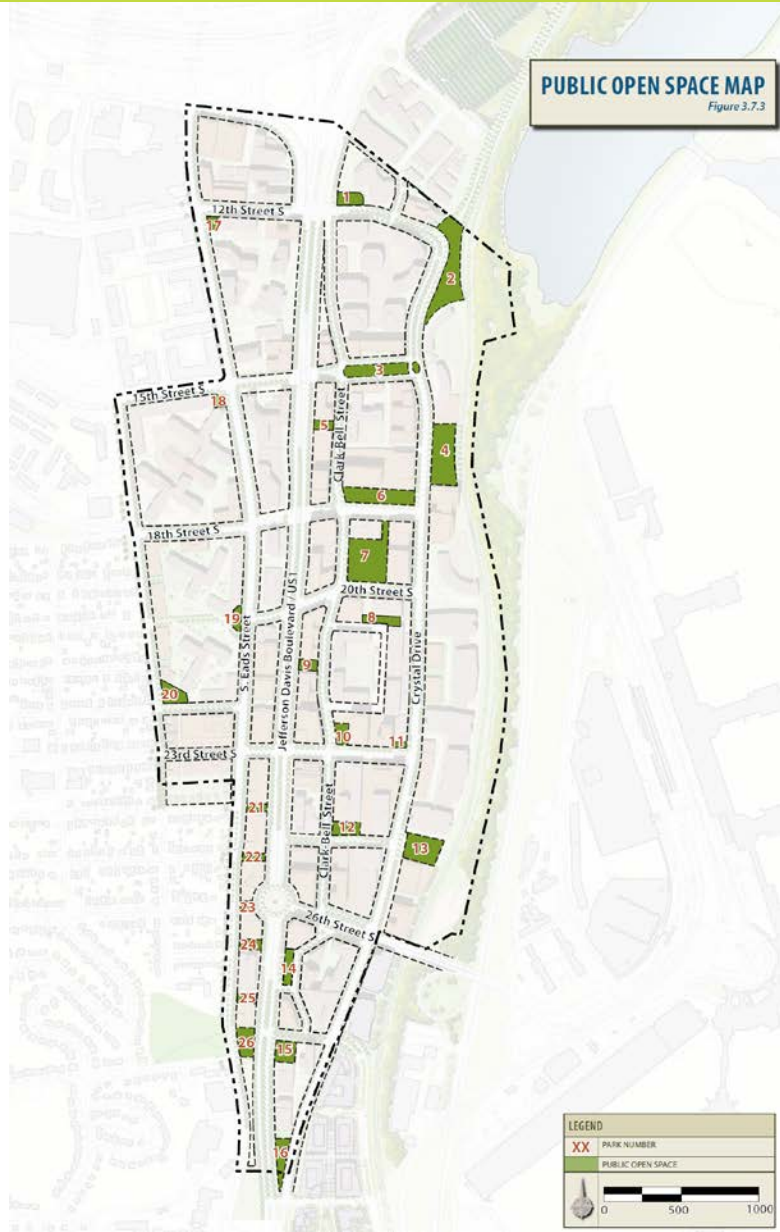 PUBLIC OPEN SPACE MAP
Figure 3.7.3
1
12th Street S
17
2
3
15th Street S
18
5
Clark-Bell Street
4
6
18th Street S
7
20th Street S
19
8
S. Eads Street
Jefferson Davis Boulevard / US 1
Crystal Drive
9
20
10
11
23rd Street S
21
12
Clark-Bell Street
13
22
23
26th Street S
24
14
25
26
15
16
LEGEND
XX PARK NUMBER
PUBLIC OPEN SPACE
0 500 1000